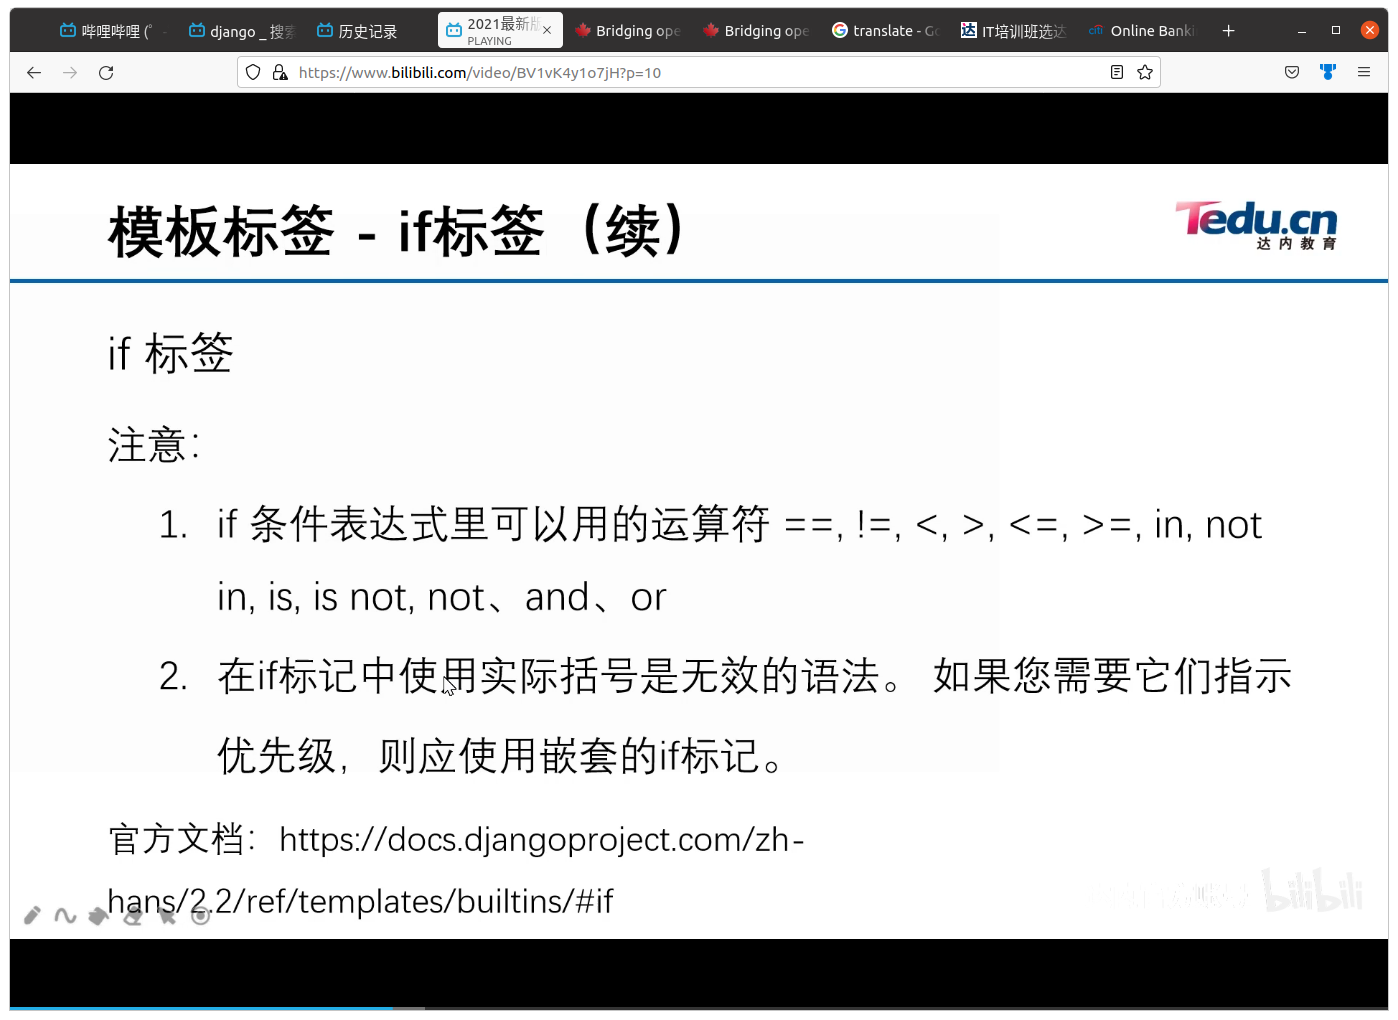 哔哩哔哩 (゜-
django _ 搜索
历史记录
2021最新版
PLAYING
Bridging ope
Bridging ope
translate - Go
IT培训班选达
citi Online Banki
https://www.bilibili.com/video/BV1vK4y1o7jH?p=10
模板标签 - if标签（续）
Tedu.cn
达内教育
if 标签
注意：
1. if 条件表达式里可以用的运算符 ==, !=, <, >, <=, >=, in, not
in, is, is not, not、and、or
2. 在if标记中使用实际括号是无效的语法。 如果您需要它们指示
优先级，则应使用嵌套的if标记。
官方文档：https://docs.djangoproject.com/zh-
hans/2.2/ref/templates/builtins/#if
bilibili